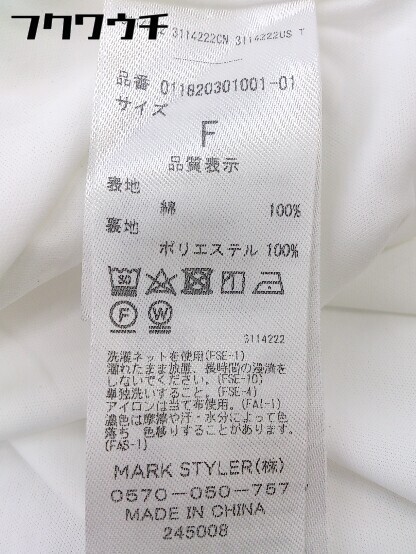 フクワウチ
3114222CN 3114222US T
品番 011820301001-01
サイズ
F
品質表示
表地
綿 100%
裏地
ポリエステル 100%
F W
3114222
洗濯ネットを使用(FSE-1)
濡れたまま放置、長時間の浸漬を
しないでください。(FSE-10)
単独洗いすること。(FSE-4)
アイロンは当て布使用。(FAI-1)
濃色は摩擦や汗・水分によって色
落ち 色移りすることがあります。
(FAS-1)
MARK STYLER(株)
0570-050-757
MADE IN CHINA
245008